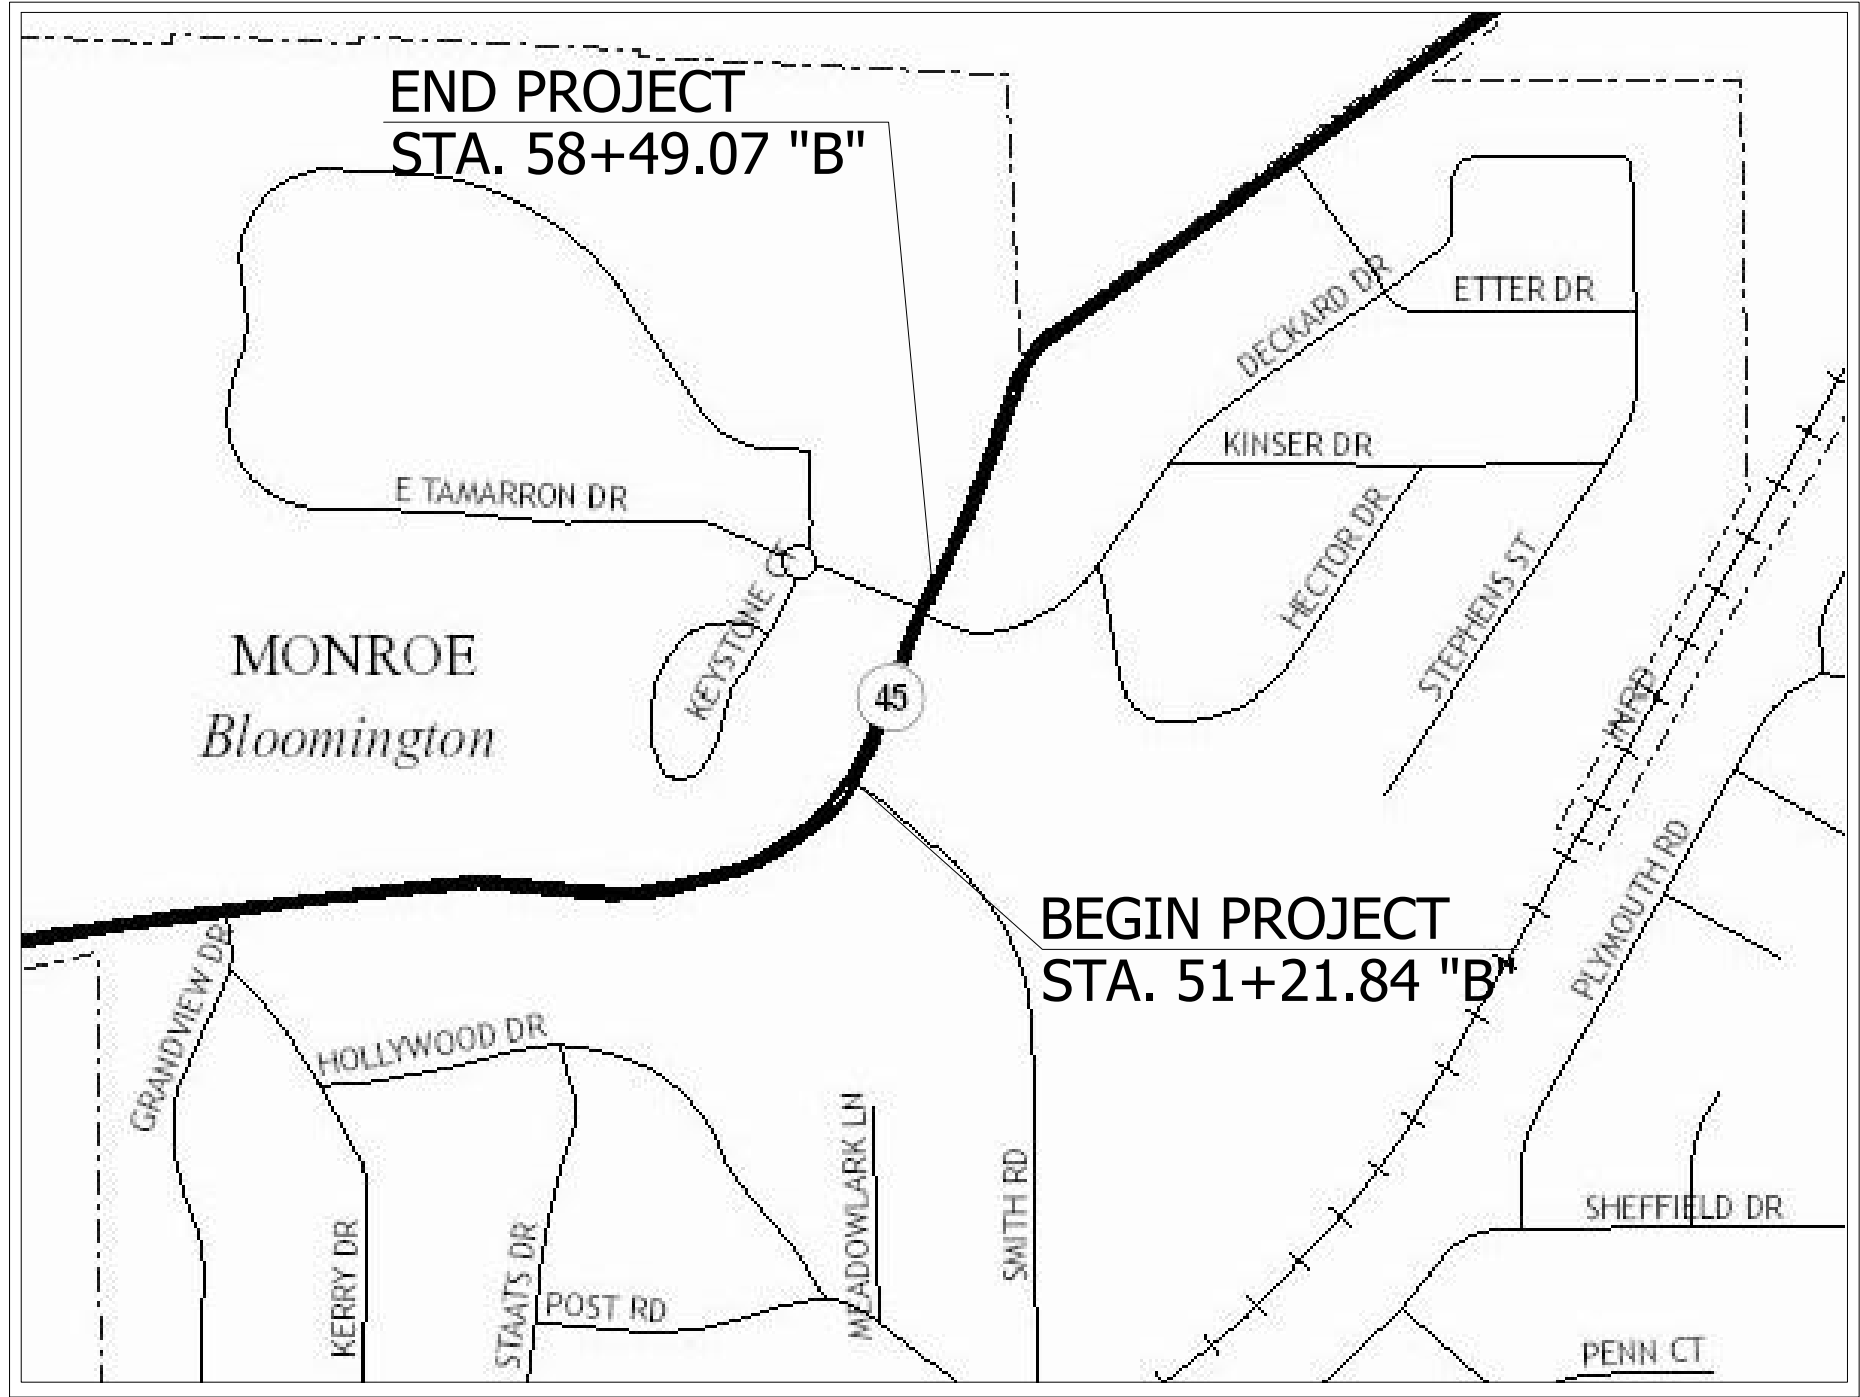 END PROJECT
STA. 58+49.07 "B"
ETTER DR
DECKARD DR
KINSER DR
E TAMARRON DR
HECTOR DR
STEPHENS ST
KEYSTONE CT
MONROE
Bloomington
45
INRD
PLYMOUTH RD
BEGIN PROJECT
STA. 51+21.84 "B"
GRANDVIEW DR
HOLLYWOOD DR
MEADOWLARK LN
SMITH RD
SHEFFIELD DR
KERRY DR
STAATS DR
POST RD
PENN CT